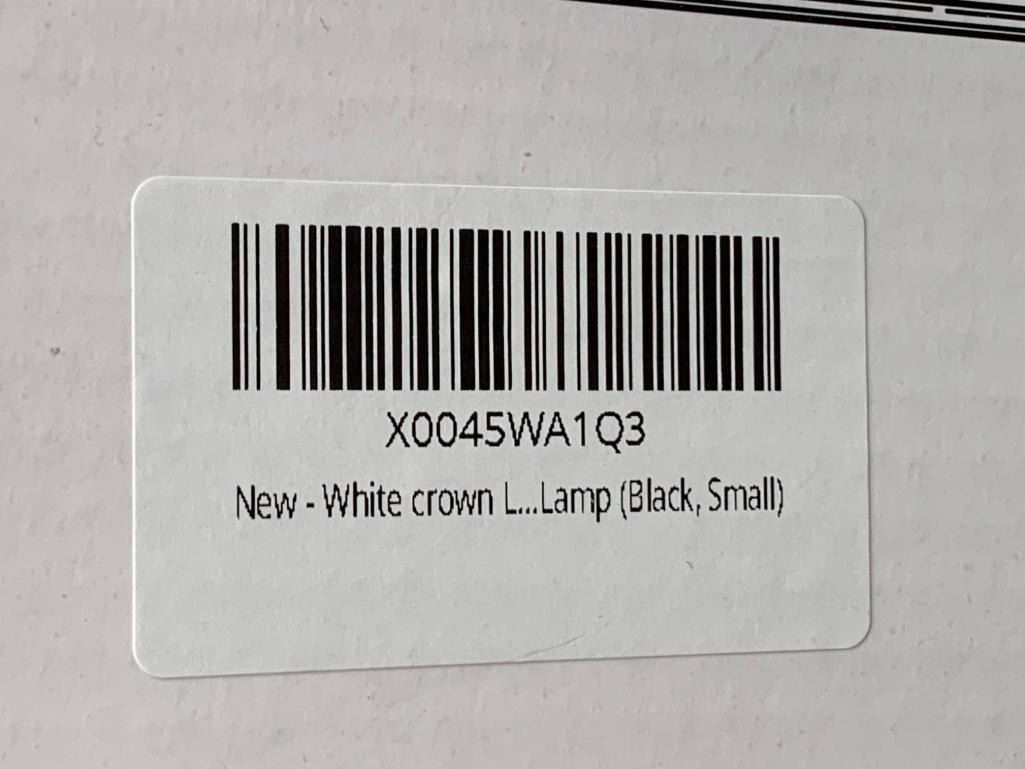 X0045WA1Q3
New - White crown L...Lamp (Black, Small)